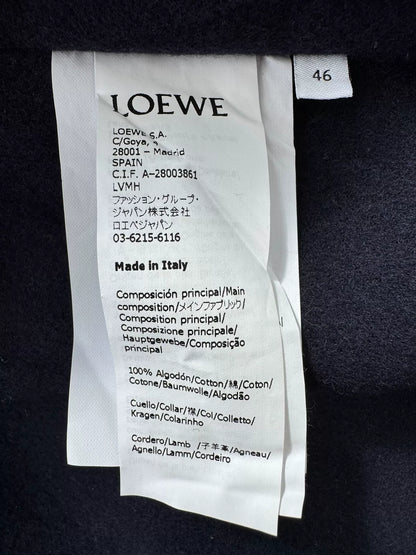 46
LOEWE
LOEWE S.A.
C/Goya, 
28001 – Madrid
SPAIN
C.I.F. A-28003861
LVMH
ファッション・グループ・
ジャパン株式会社
ロエベジャパン
03-6215-6116
Made in Italy
Composición principal/Main
composition/メインファブリック/
Composition principal/
Composizione principale/
Hauptgewebe/Composição
principal
100% Algodón/Cotton/綿/Coton/
Cotone/Baumwolle/Algodão
Cuello/Collar/襟/Col/Colletto/
Kragen/Colarinho
Cordero/Lamb /子羊革/Agneau/
Agnello/Lamm/Cordeiro